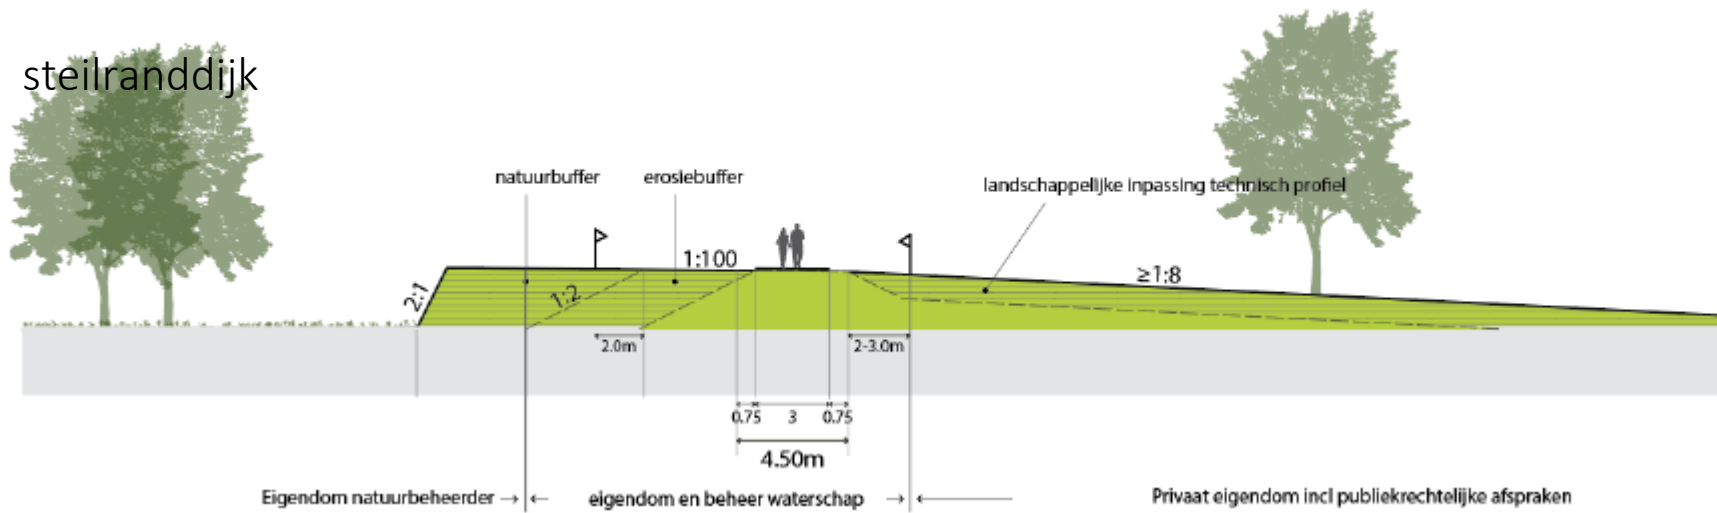 steilranddijk
natuurbuffer
erosiebuffer
landschappelijke inpassing technisch profiel
1:100
≥1:8
2:1
1:2
2.0m
2-3.0m
0.75 3 0.75
4.50m
Eigendom natuurbeheerder
eigendom en beheer waterschap
Privaat eigendom incl publiekrechtelijke afspraken